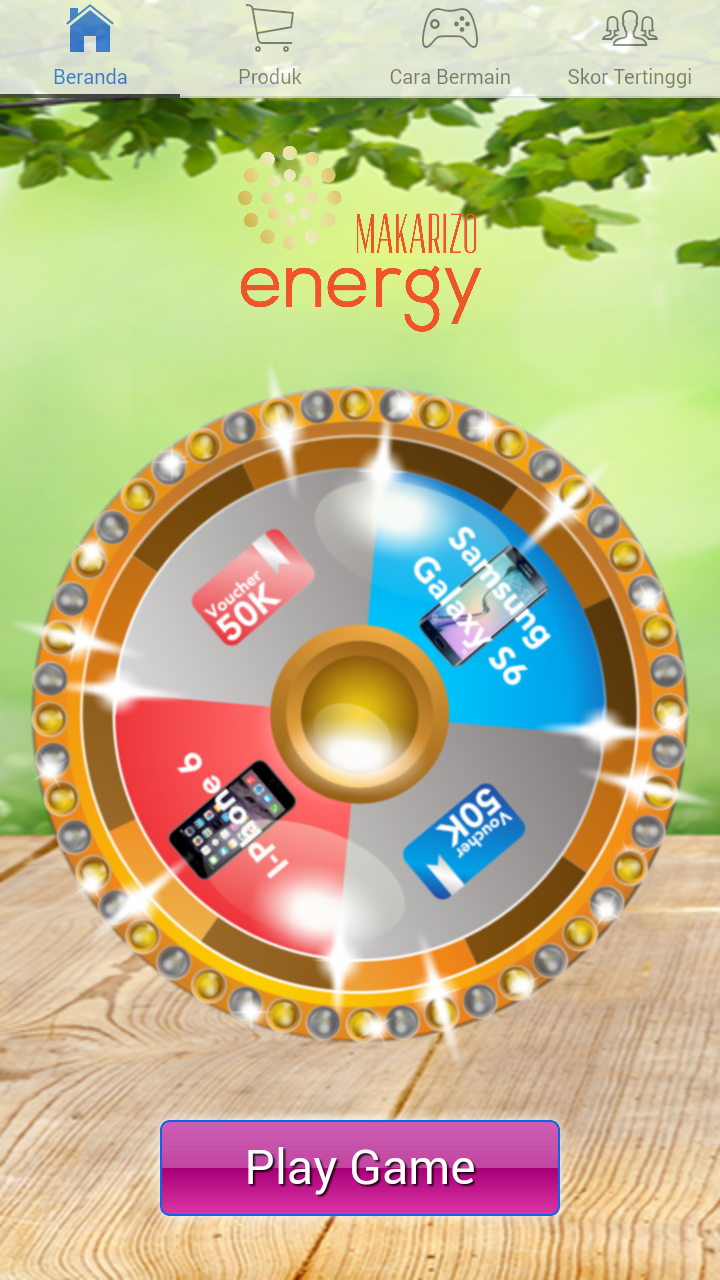 Beranda
Produk
Cara Bermain
Skor Tertinggi
MAKARIZO
energy
Voucher
50K
Samsung
Galaxy S6
I-Phone 6
Voucher
50K
Play Game